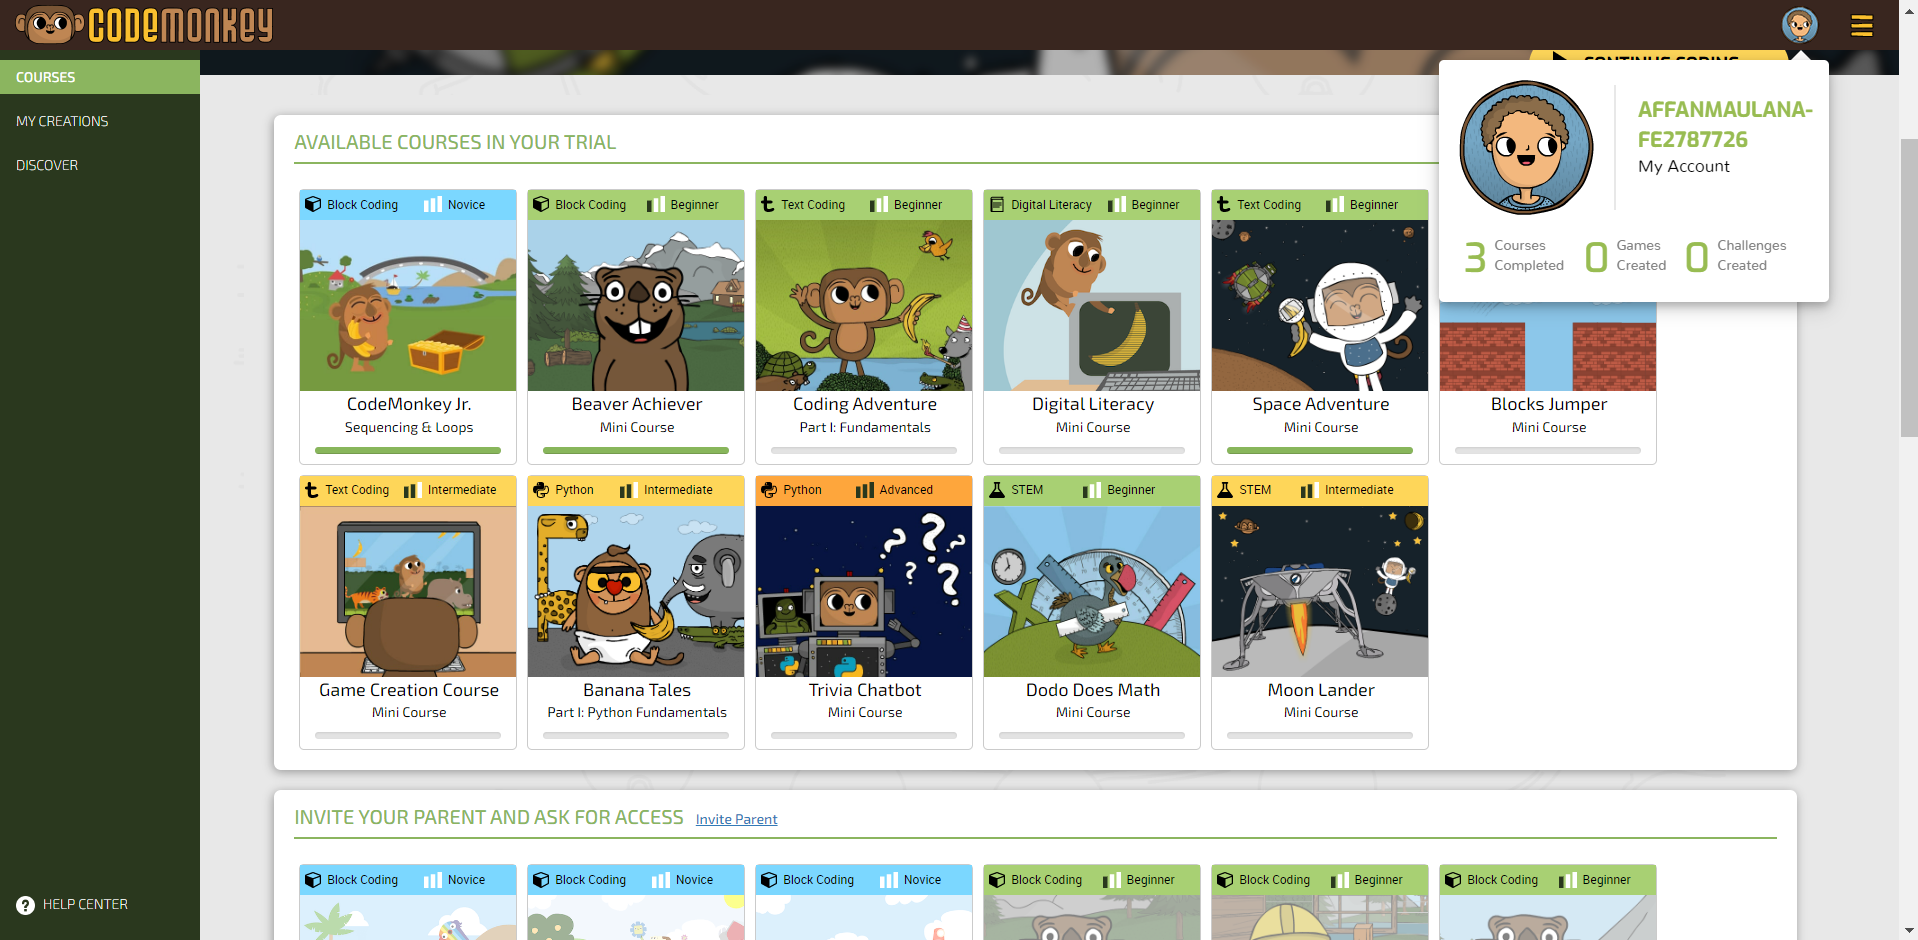 CODEMONKEY
COURSES
MY CREATIONS
DISCOVER
HELP CENTER
CONTINUE CODING
AFFANMAULANA-
FE2787726
My Account
3 Courses Completed
0 Games Created
0 Challenges Created
AVAILABLE COURSES IN YOUR TRIAL
Block Coding Novice
CodeMonkey Jr.
Sequencing & Loops
Block Coding Beginner
Beaver Achiever
Mini Course
Text Coding Beginner
Coding Adventure
Part I: Fundamentals
Digital Literacy Beginner
Digital Literacy
Mini Course
Text Coding Beginner
Space Adventure
Mini Course
Blocks Jumper
Mini Course
Text Coding Intermediate
Game Creation Course
Mini Course
Python Intermediate
Banana Tales
Part I: Python Fundamentals
Python Advanced
? ? ? ? ?
Trivia Chatbot
Mini Course
STEM Beginner
Dodo Does Math
Mini Course
STEM Intermediate
Moon Lander
Mini Course
INVITE YOUR PARENT AND ASK FOR ACCESS Invite Parent
Block Coding Novice
Block Coding Novice
Block Coding Novice
Block Coding Beginner
Block Coding Beginner
Block Coding Beginner